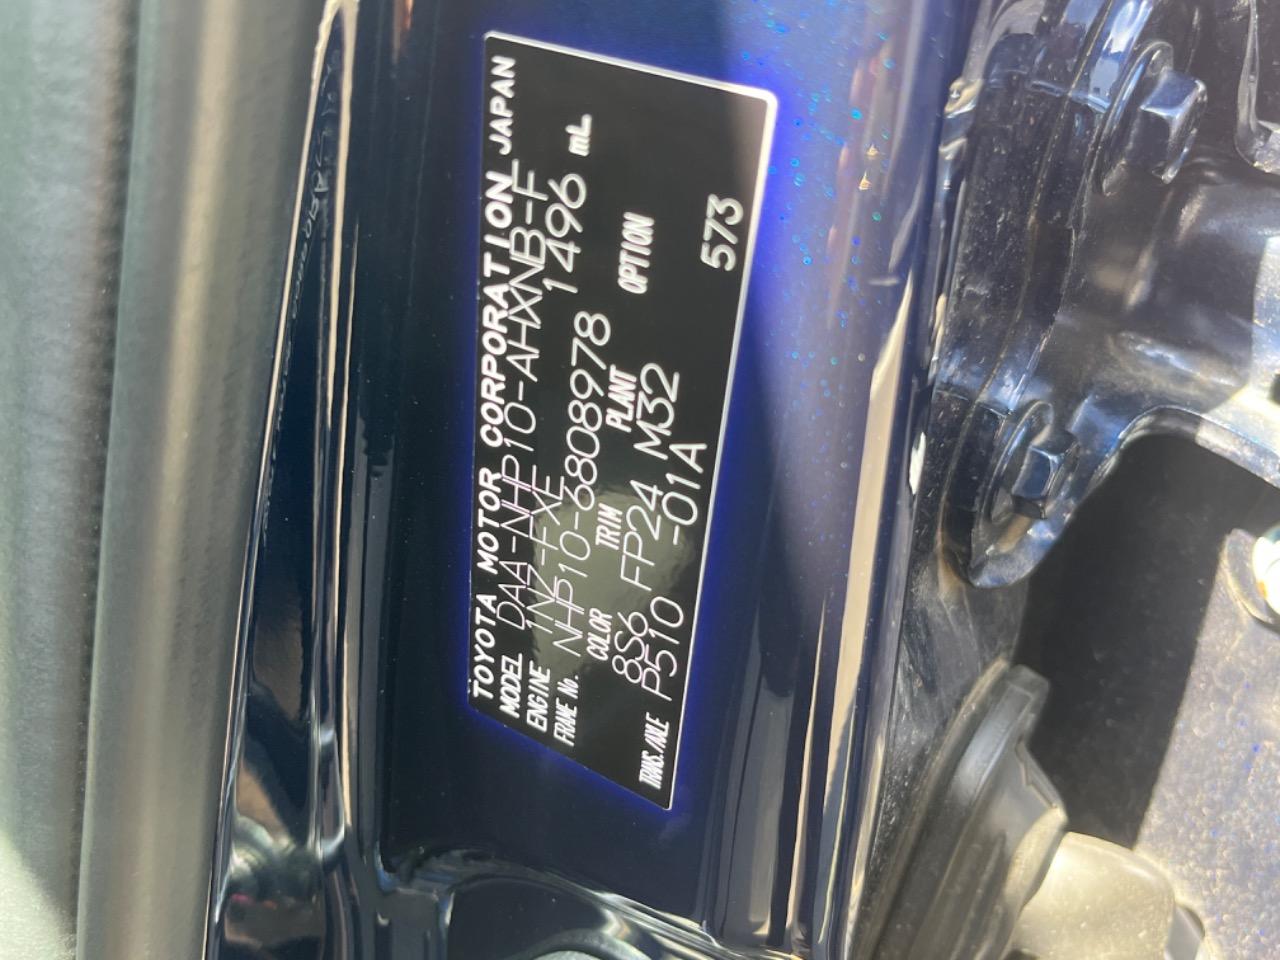 TOYOTA MOTOR CORPORATION JAPAN
MODEL DAA-NHP10-AHXNB-F
ENGINE 1NZ-FXE 1496 mL
FRAME No. NHP10-6808978
COLOR TRIM PLANT OPTION
8S6 FP24 M32
TRANS./AXLE P510 -01A 573